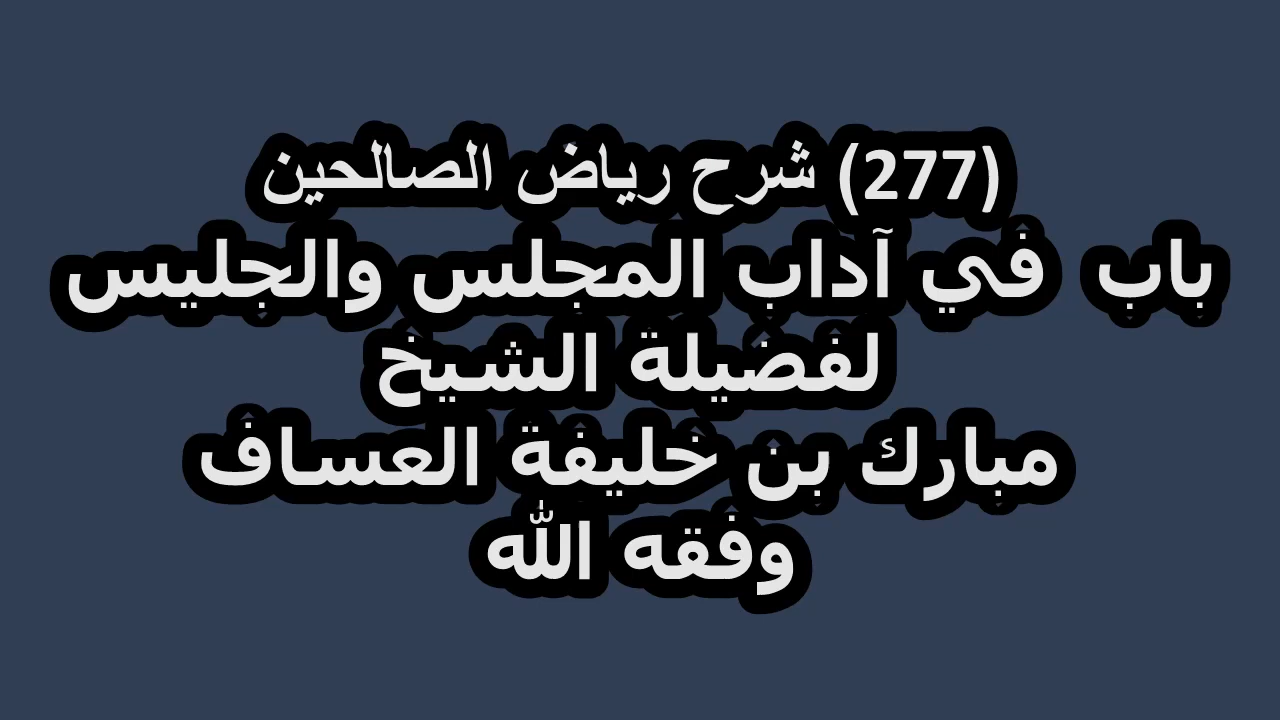 (277) شرح رياض الصالحين
باب في آداب المجلس والجليس
لفضيلة الشيخ
مبارك بن خليفة العساف
وفقه الله